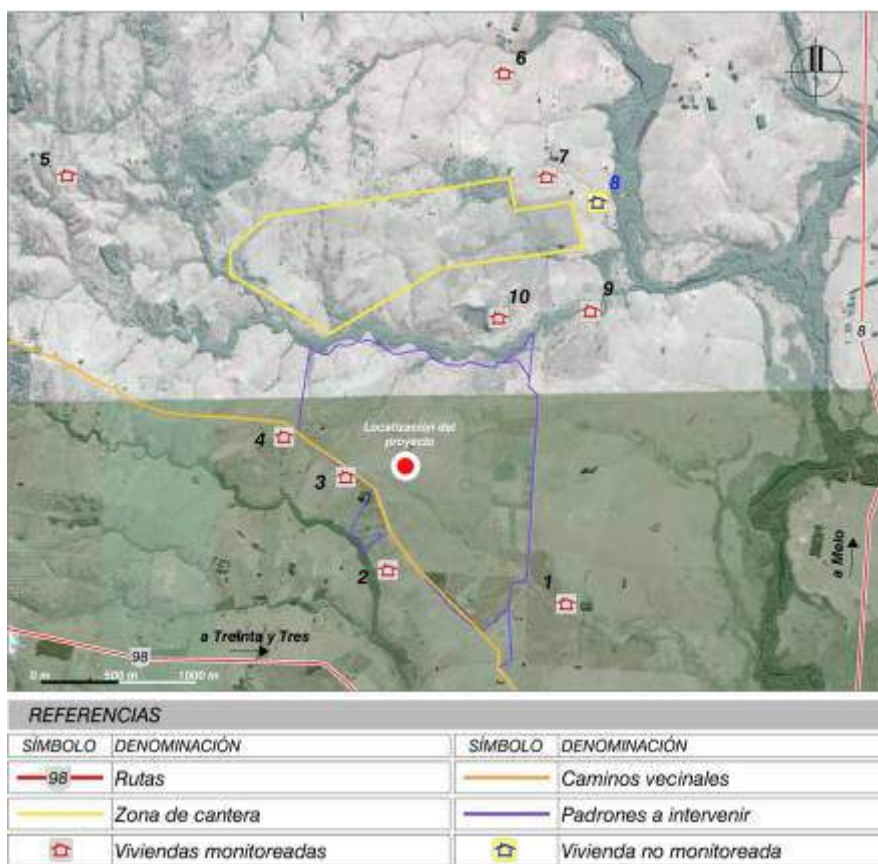 6
5
7
8
9
10
8
Localización del
proyecto
4
3
2
1
a Melo
a Treinta y Tres
98
0 m 500 m 1000 m
REFERENCIAS
SÍMBOLO DENOMINACIÓN SÍMBOLO DENOMINACIÓN
98 Rutas Caminos vecinales
Zona de cantera Padrones a intervenir
Viviendas monitoreadas Vivienda no monitoreada